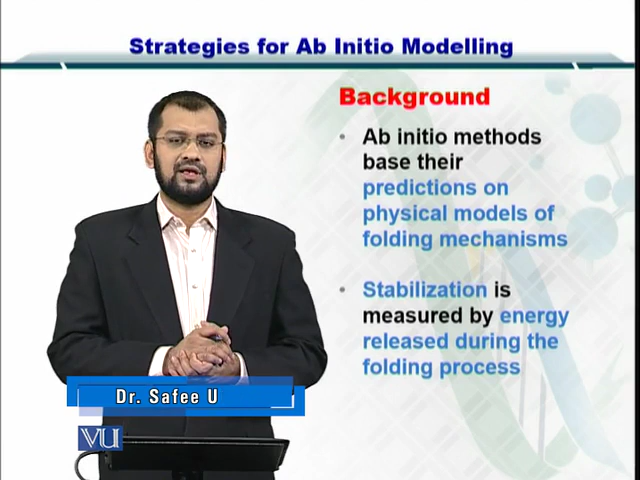 Strategies for Ab Initio Modelling
Background
• Ab initio methods
base their
predictions on
physical models of
folding mechanisms
• Stabilization is
measured by energy
released during the
folding process
Dr. Safee U
VU